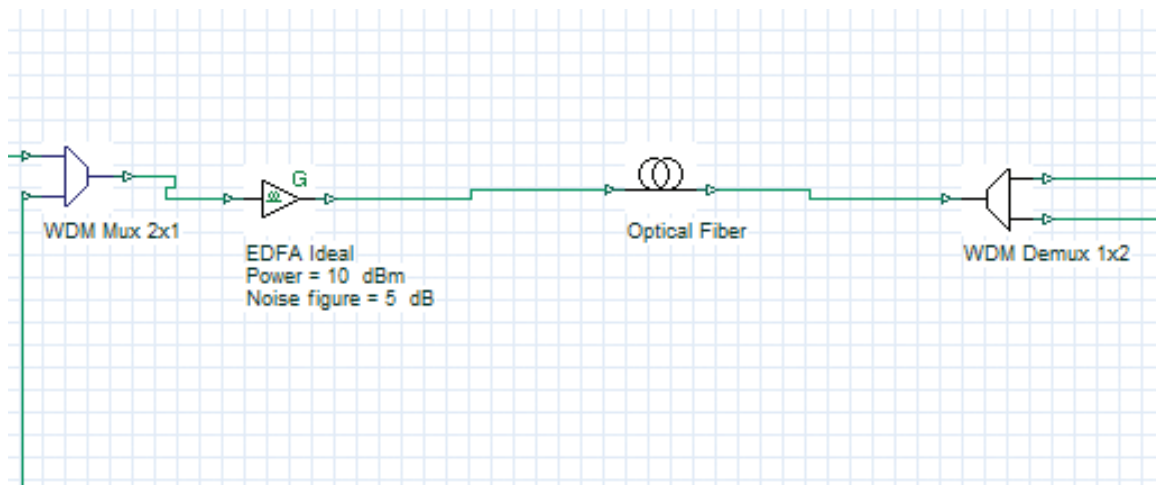 G
WDM Mux 2x1
EDFA Ideal
Power = 10 dBm
Noise figure = 5 dB
Optical Fiber
WDM Demux 1x2